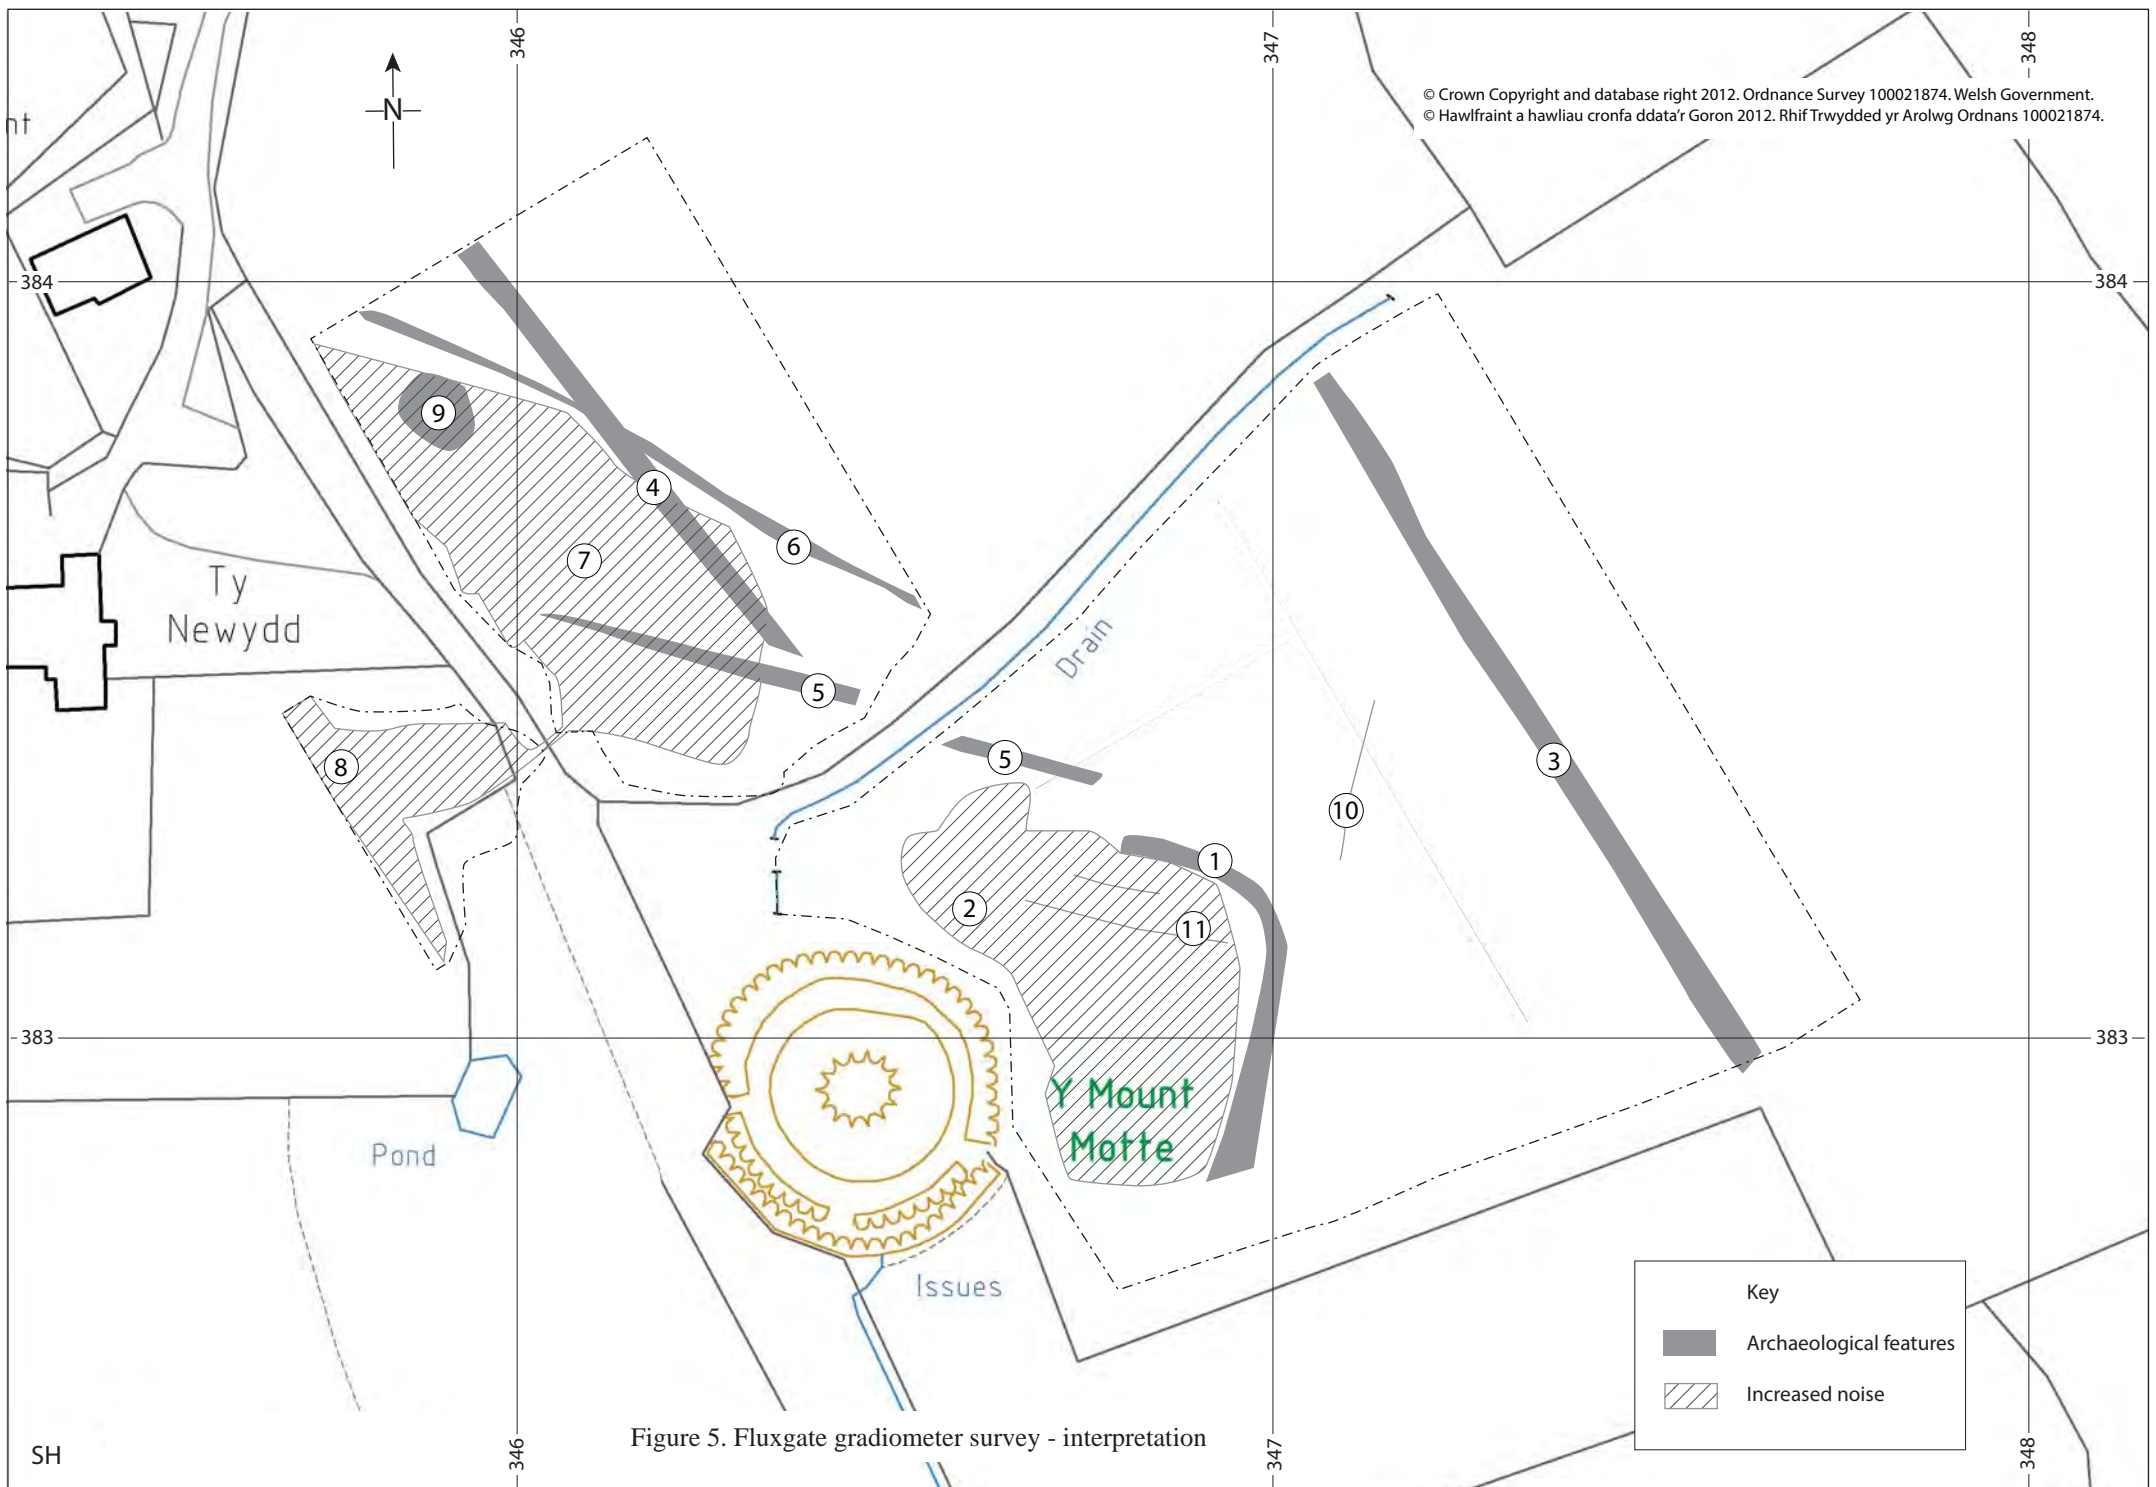 346
347
348
N
© Crown Copyright and database right 2012. Ordnance Survey 100021874. Welsh Government.
© Hawlfraint a hawliau cronfa ddata'r Goron 2012. Rhif Trwydded yr Arolwg Ordnans 100021874.
nt
384
384
9
4
6
7
Ty
Newydd
Drain
5
5
8
3
10
1
2
11
383
383
Y Mount
Motte
Pond
Issues
Key
Archaeological features
Increased noise
Figure 5. Fluxgate gradiometer survey - interpretation
SH
346
347
348